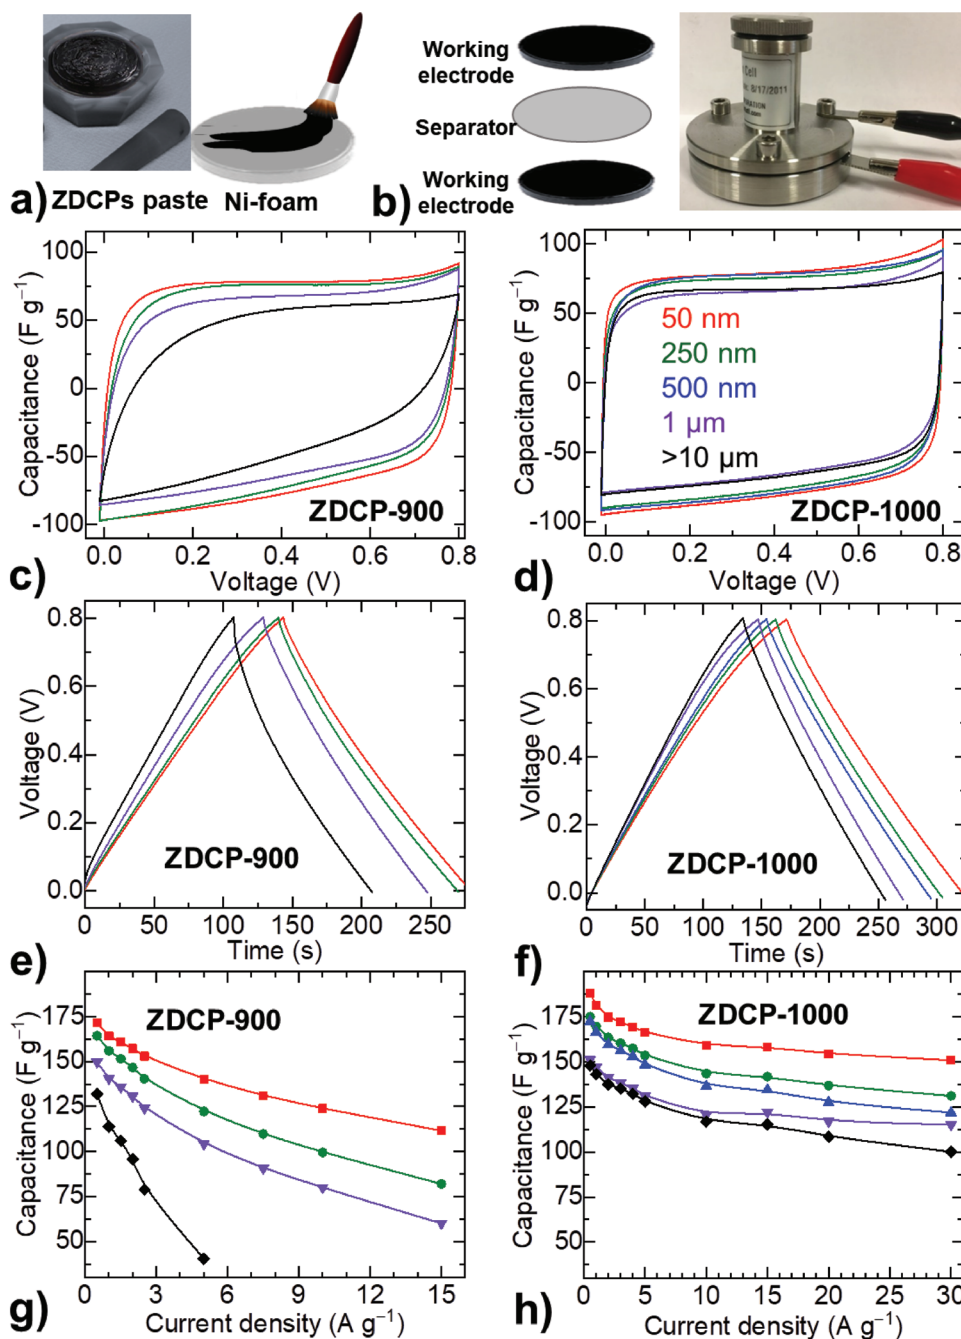 Working
electrode
Separator
Working
electrode
Cell
8/17/2011
a) ZDCPs paste Ni-foam
b)
100
50
0
-50
-100
Capacitance (F g⁻¹)
ZDCP-900
0.0 0.2 0.4 0.6 0.8
Voltage (V)
c)
100
50
0
-50
-100
Capacitance (F g⁻¹)
50 nm
250 nm
500 nm
1 µm
>10 µm
ZDCP-1000
0.0 0.2 0.4 0.6 0.8
Voltage (V)
d)
0.8
0.6
0.4
0.2
0.0
Voltage (V)
ZDCP-900
0 50 100 150 200 250
Time (s)
e)
0.8
0.6
0.4
0.2
0.0
Voltage (V)
ZDCP-1000
0 50 100 150 200 250 300
Time (s)
f)
175
150
125
100
75
50
Capacitance (F g⁻¹)
ZDCP-900
0 3 6 9 12 15
Current density (A g⁻¹)
g)
175
150
125
100
75
50
Capacitance (F g⁻¹)
ZDCP-1000
0 5 10 15 20 25 30
Current density (A g⁻¹)
h)